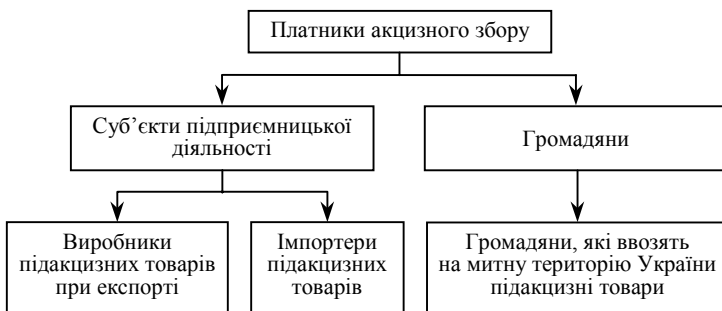 Платники акцизного збору
Суб’єкти підприємницької
діяльності
Громадяни
Виробники
підакцизних товарів
при експорті
Імпортери
підакцизних
товарів
Громадяни, які ввозять
на митну територію України
підакцизні товари